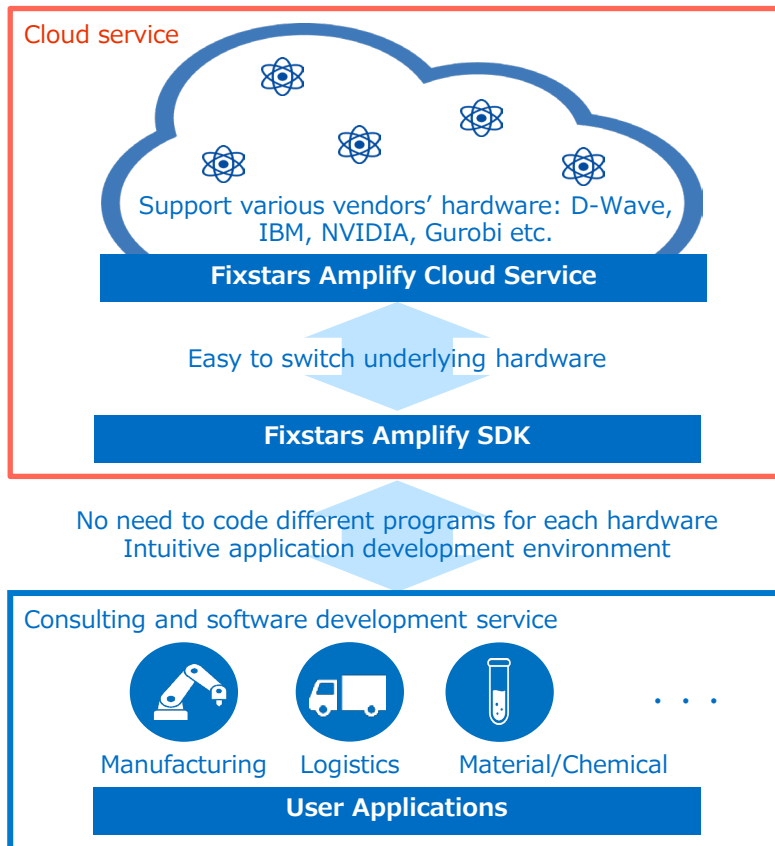 Cloud service
Support various vendors’ hardware: D-Wave,
IBM, NVIDIA, Gurobi etc.
Fixstars Amplify Cloud Service
Easy to switch underlying hardware
Fixstars Amplify SDK
No need to code different programs for each hardware
Intuitive application development environment
Consulting and software development service
Manufacturing Logistics Material/Chemical
. . .
User Applications